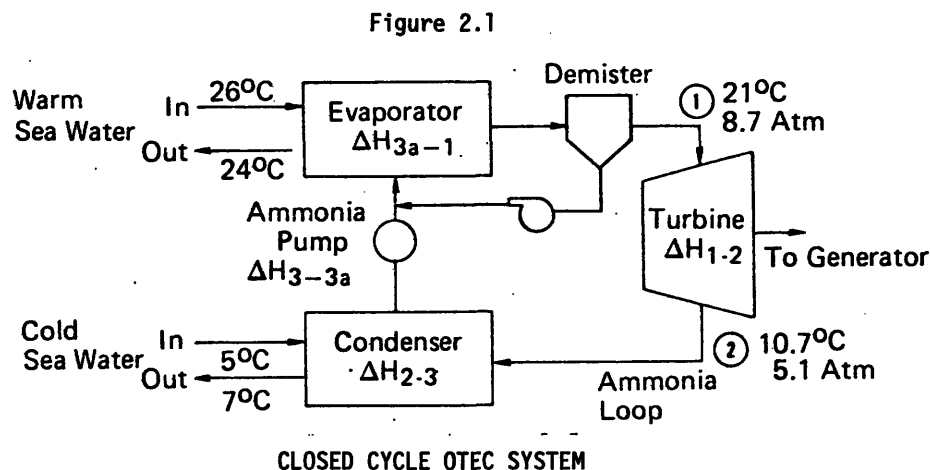 Figure 2.1
Demister
Warm
Sea Water
In
26°C
Out
24°C
Evaporator
ΔH3a−1
1
21°C
8.7 Atm
Ammonia
Pump
ΔH3−3a
Turbine
ΔH1-2
To Generator
Cold
Sea Water
In
5°C
Out
7°C
Condenser
ΔH2-3
2
10.7°C
5.1 Atm
Ammonia
Loop
CLOSED CYCLE OTEC SYSTEM